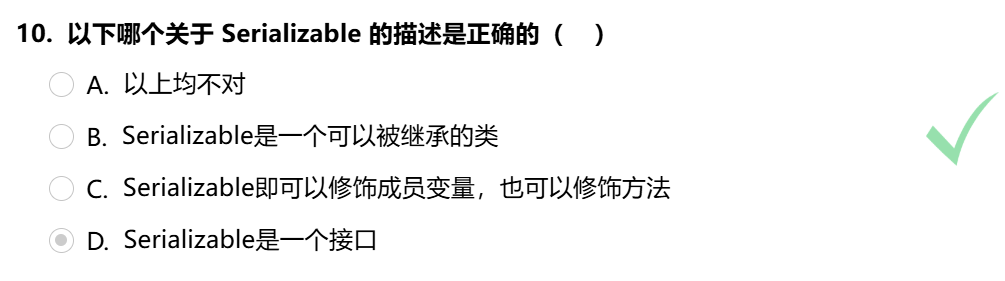 10. 以下哪个关于 Serializable 的描述是正确的（ ）
A. 以上均不对
B. Serializable是一个可以被继承的类
C. Serializable即可以修饰成员变量，也可以修饰方法
D. Serializable是一个接口